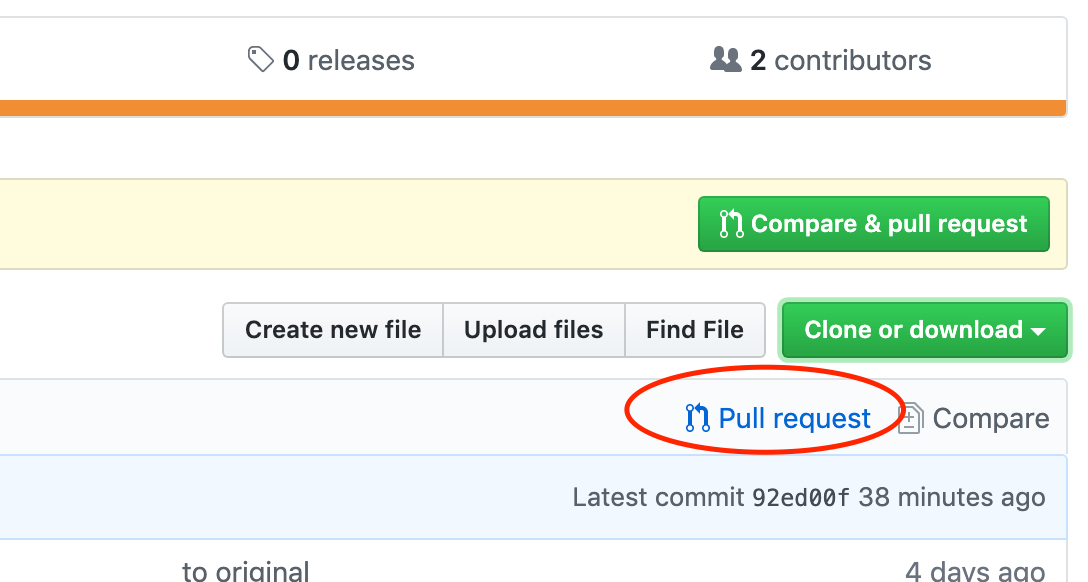 0 releases
2 contributors
Compare & pull request
Create new file
Upload files
Find File
Clone or download
Pull request
Compare
Latest commit 92ed00f 38 minutes ago
to original
4 days ago